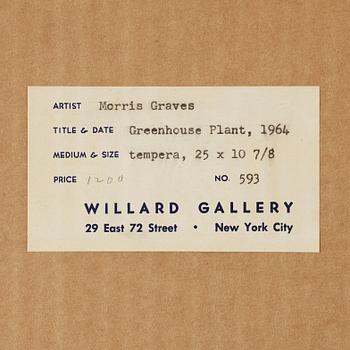 ARTIST Morris Graves
TITLE & DATE Greenhouse Plant, 1964
MEDIUM & SIZE tempera, 25 x 10 7/8
PRICE 1200 NO. 593
WILLARD GALLERY
29 East 72 Street • New York City